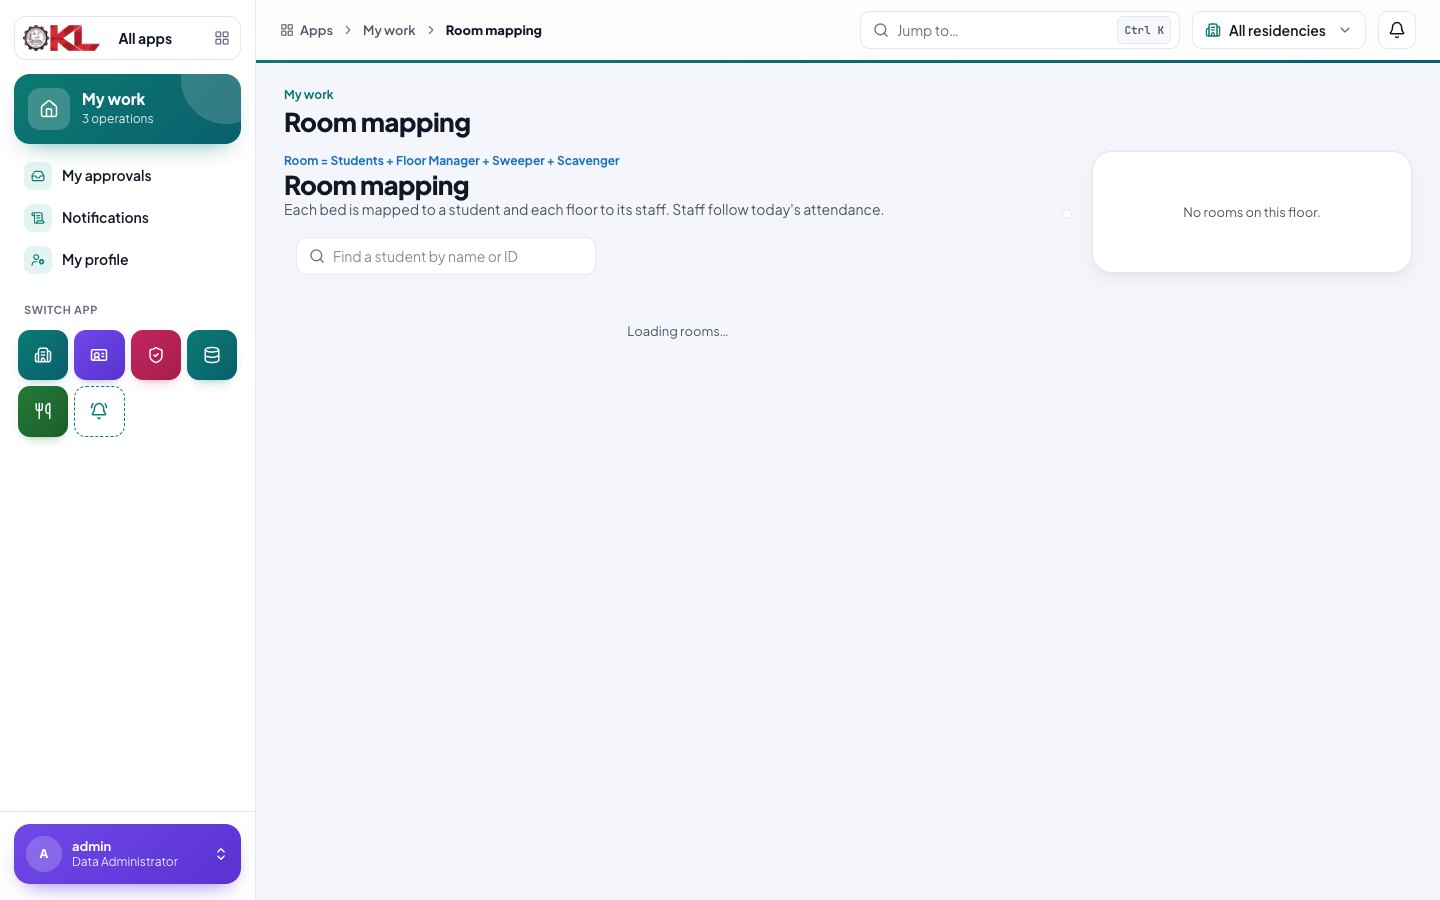 KL
All apps
My work
3 operations
My approvals
Notifications
My profile
SWITCH APP
A
admin
Data Administrator
Apps
My work
Room mapping
Jump to…
Ctrl K
All residencies
My work
Room mapping
Room = Students + Floor Manager + Sweeper + Scavenger
Room mapping
Each bed is mapped to a student and each floor to its staff. Staff follow today's attendance.
Find a student by name or ID
Loading rooms…
No rooms on this floor.